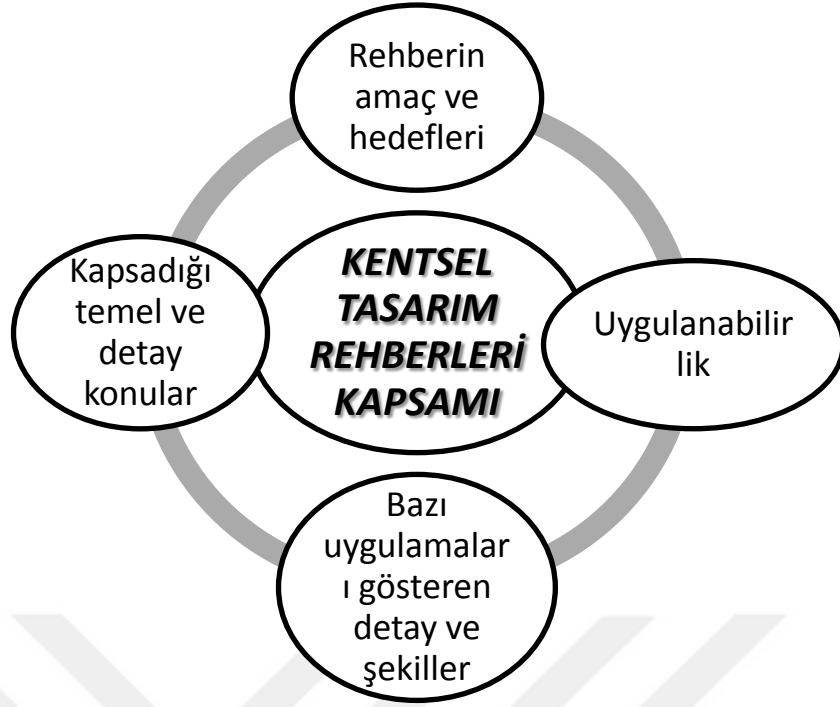 Rehberin
amaç ve
hedefleri
Kapsadığı
temel ve
detay
konular
KENTSEL
TASARIM
REHBERLERİ
KAPSAMI
Uygulanabilir
lik
Bazı
uygulamalar
ı gösteren
detay ve
şekiller